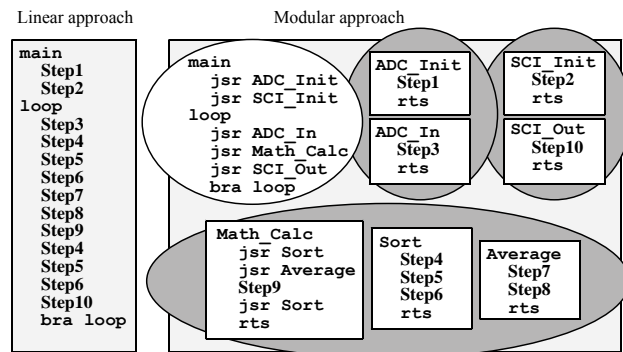 Linear approach
Modular approach
main
Step1
Step2
loop
Step3
Step4
Step5
Step6
Step7
Step8
Step9
Step4
Step5
Step6
Step10
bra loop
main
jsr ADC_Init
jsr SCI_Init
loop
jsr ADC_In
jsr Math_Calc
jsr SCI_Out
bra loop
ADC_Init
Step1
rts
ADC_In
Step3
rts
SCI_Init
Step2
rts
SCI_Out
Step10
rts
Math_Calc
jsr Sort
jsr Average
Step9
jsr Sort
rts
Sort
Step4
Step5
Step6
rts
Average
Step7
Step8
rts